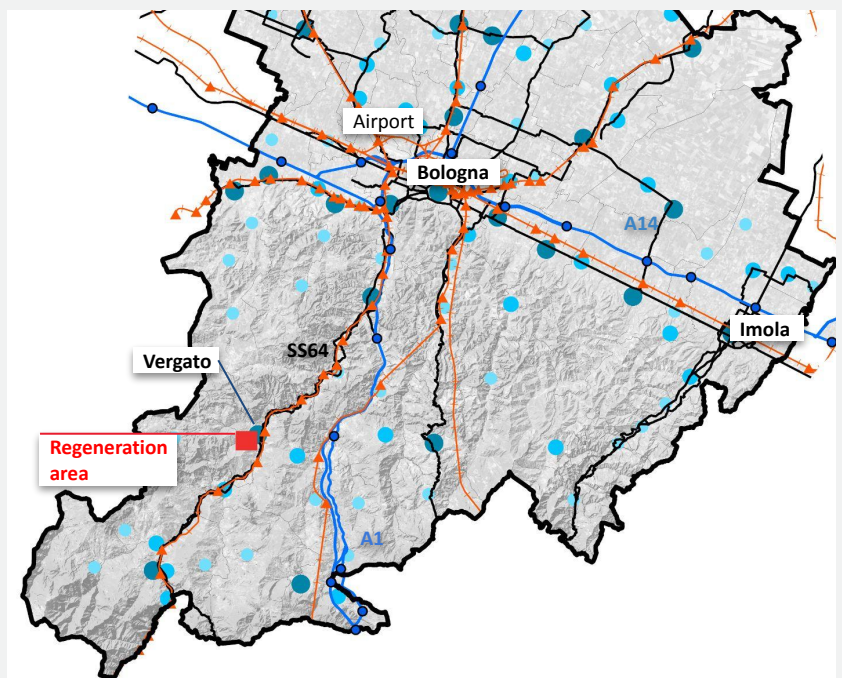 Airport
Bologna
A14
Imola
SS64
Vergato
Regeneration
area
A1